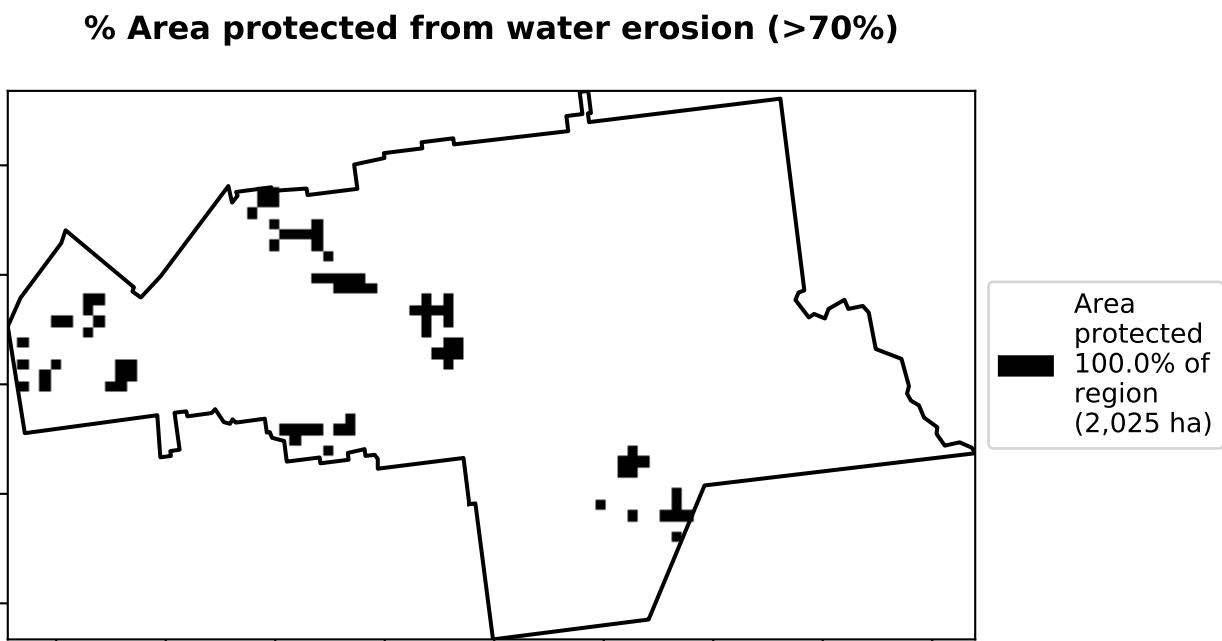 % Area protected from water erosion (>70%)
Area
protected
100.0% of
region
(2,025 ha)